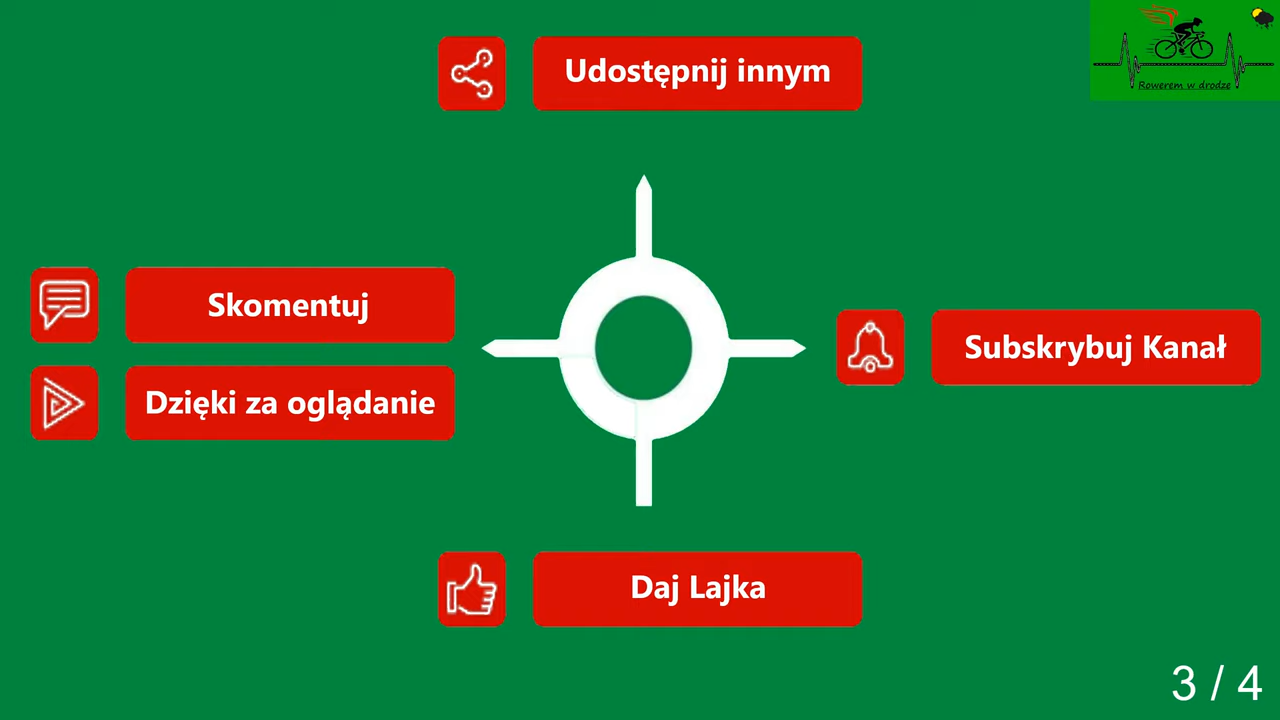 Udostępnij innym
Rowerem w drodze
Skomentuj
Dzięki za oglądanie
Subskrybuj Kanał
Daj Lajka
3 / 4